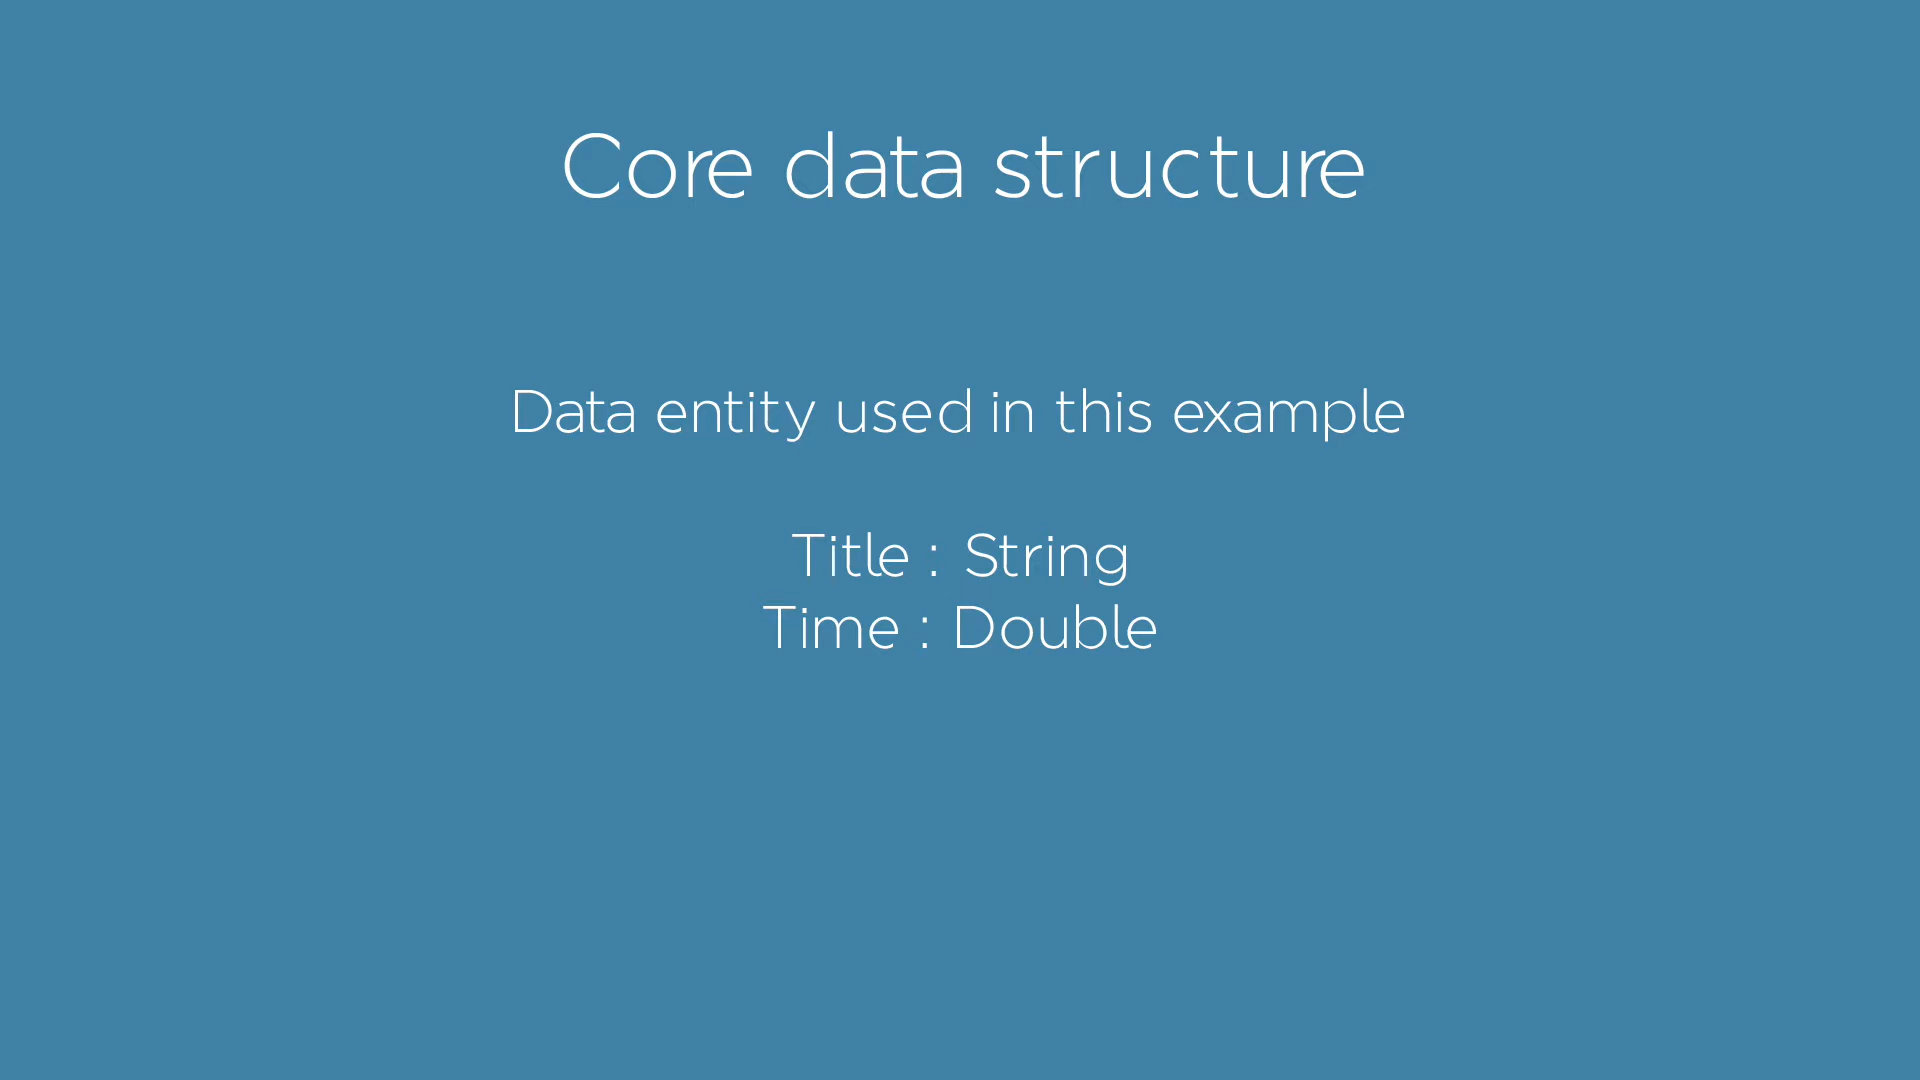 Core data structure
Data entity used in this example
Title : String
Time : Double